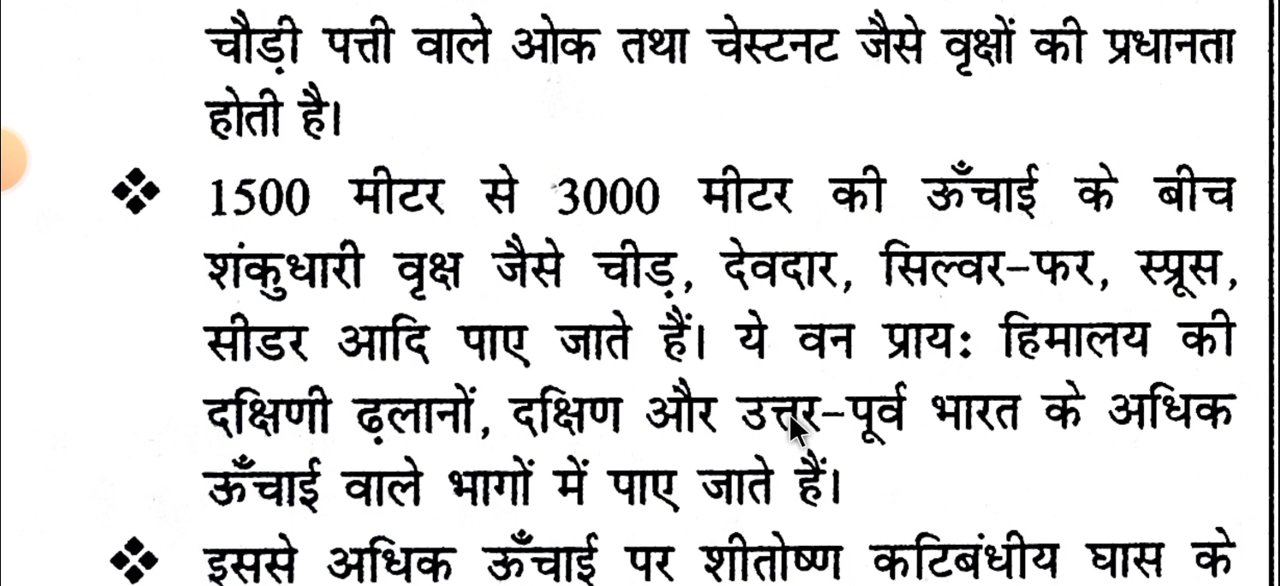 चौड़ी पत्ती वाले ओक तथा चेस्टनट जैसे वृक्षों की प्रधानता
होती है।
❖ 1500 मीटर से 3000 मीटर की ऊँचाई के बीच
शंकुधारी वृक्ष जैसे चीड़, देवदार, सिल्वर-फर, स्प्रूस,
सीडर आदि पाए जाते हैं। ये वन प्राय: हिमालय की
दक्षिणी ढ़लानों, दक्षिण और उत्तर-पूर्व भारत के अधिक
ऊँचाई वाले भागों में पाए जाते हैं।
❖ इससे अधिक ऊँचाई पर शीतोष्ण कटिबंधीय घास के